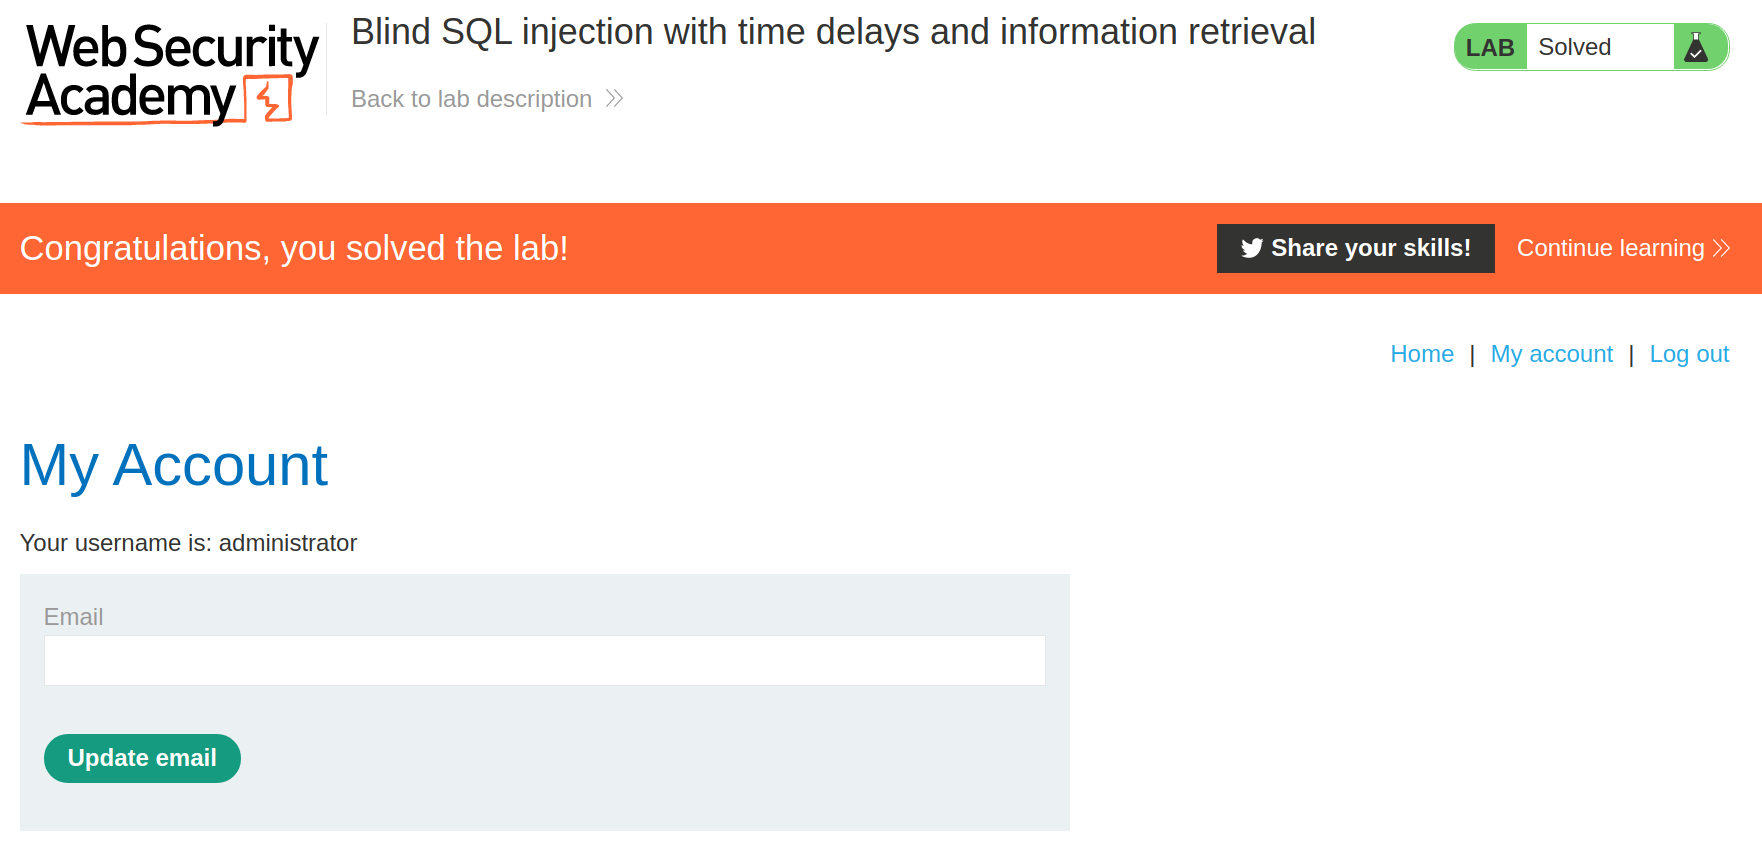 Web Security
Academy
Blind SQL injection with time delays and information retrieval
Back to lab description
LAB Solved
Congratulations, you solved the lab!
Share your skills! Continue learning
Home | My account | Log out
My Account
Your username is: administrator
Email
Update email